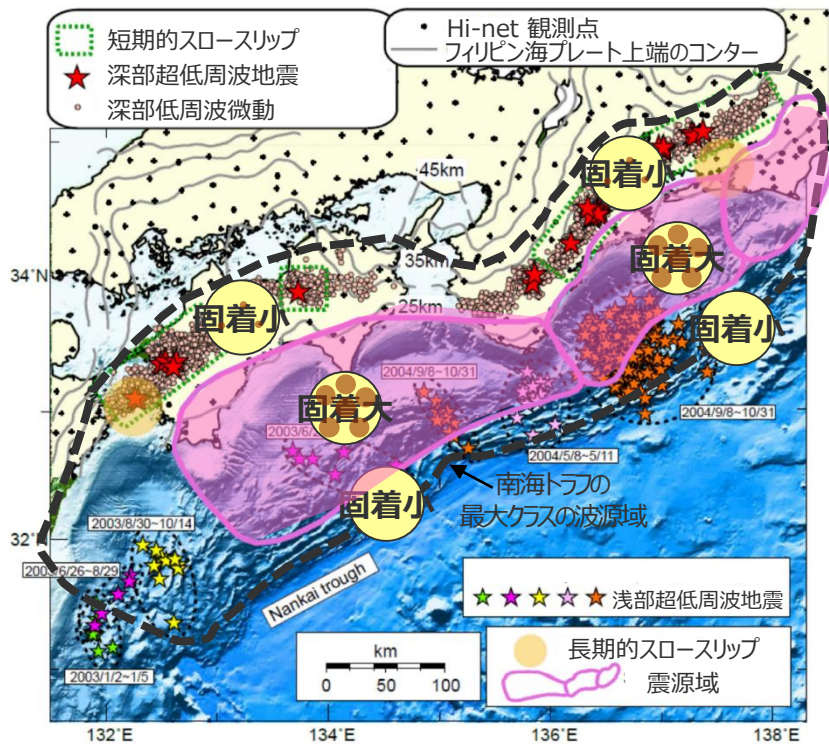 短期的スロースリップ
深部超低周波地震
深部低周波微動
Hi-net 観測点
フィリピン海プレート上端のコンター
45km
固着小
35km
34°N
固着大
25km
固着小
固着小
2004/9/8~10/31
固着大
2003/6/2
2004/9/8~10/31
2004/5/8~5/11
固着小
南海トラフの
最大クラスの波源域
2003/8/30~10/14
32°N
2003/6/26~8/29
Nankai trough
浅部超低周波地震
2003/1/2~1/5
km
0 50 100
長期的スロースリップ
震源域
132°E 134°E 136°E 138°E